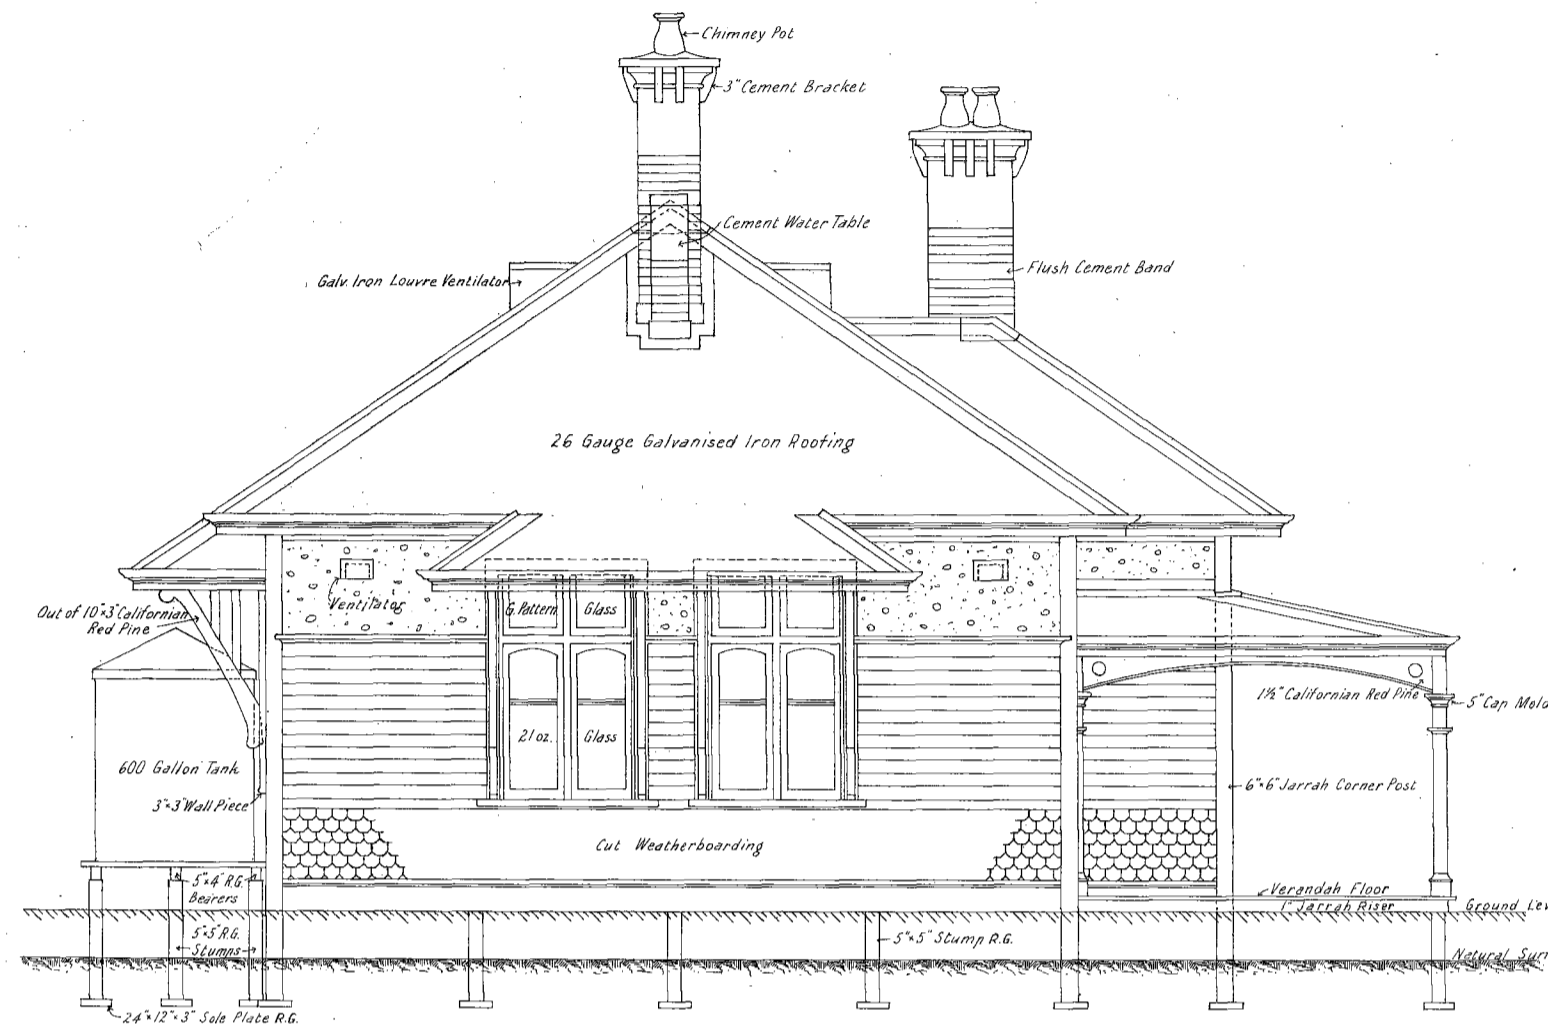 Chimney Pot
3" Cement Bracket
Cement Water Table
Flush Cement Band
Galv. Iron Louvre Ventilator
26 Gauge Galvanised Iron Roofing
Ventilator
G. Pattern Glass
Out of 10"×3" Californian
Red Pine
1½" Californian Red Pine
5" Cap Mold
21 oz. Glass
600 Gallon Tank
3"×3" Wall Piece
6"×6" Jarrah Corner Post
Cut Weatherboarding
5"×4" R.G.
Bearers
Verandah Floor
1" Jarrah Riser
Ground Lev
5"×5" R.G.
Stumps
5"×5" Stump R.G.
Natural Sur
24"×12"×3" Sole Plate R.G.